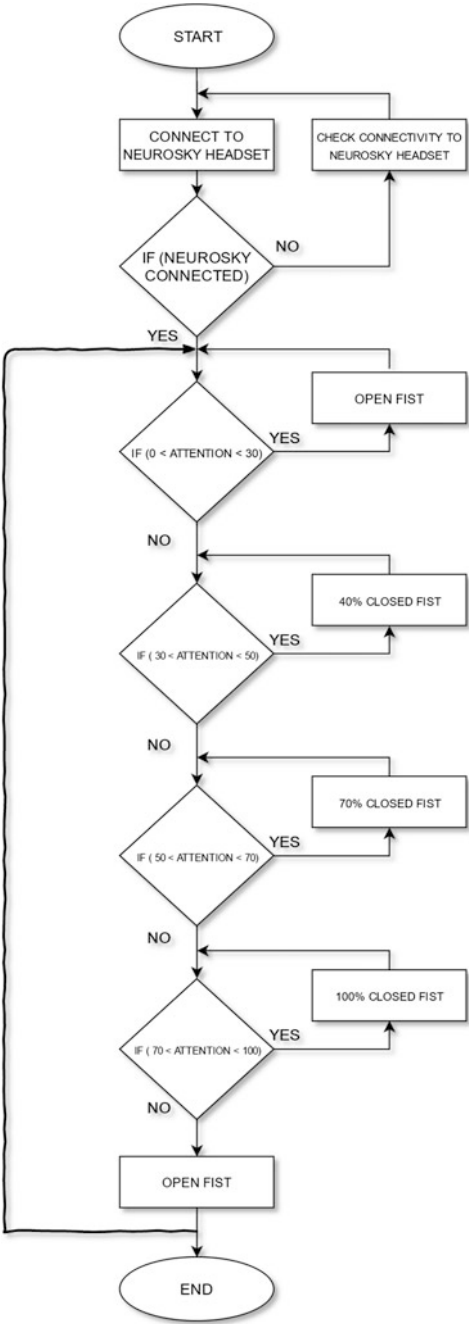 START
CONNECT TO
NEUROSKY HEADSET
CHECK CONNECTIVITY TO
NEUROSKY HEADSET
IF (NEUROSKY
CONNECTED)
NO
YES
OPEN FIST
IF (0 < ATTENTION < 30)
YES
NO
40% CLOSED FIST
IF ( 30 < ATTENTION < 50)
YES
NO
70% CLOSED FIST
IF ( 50 < ATTENTION < 70)
YES
NO
100% CLOSED FIST
IF ( 70 < ATTENTION < 100)
YES
NO
OPEN FIST
END